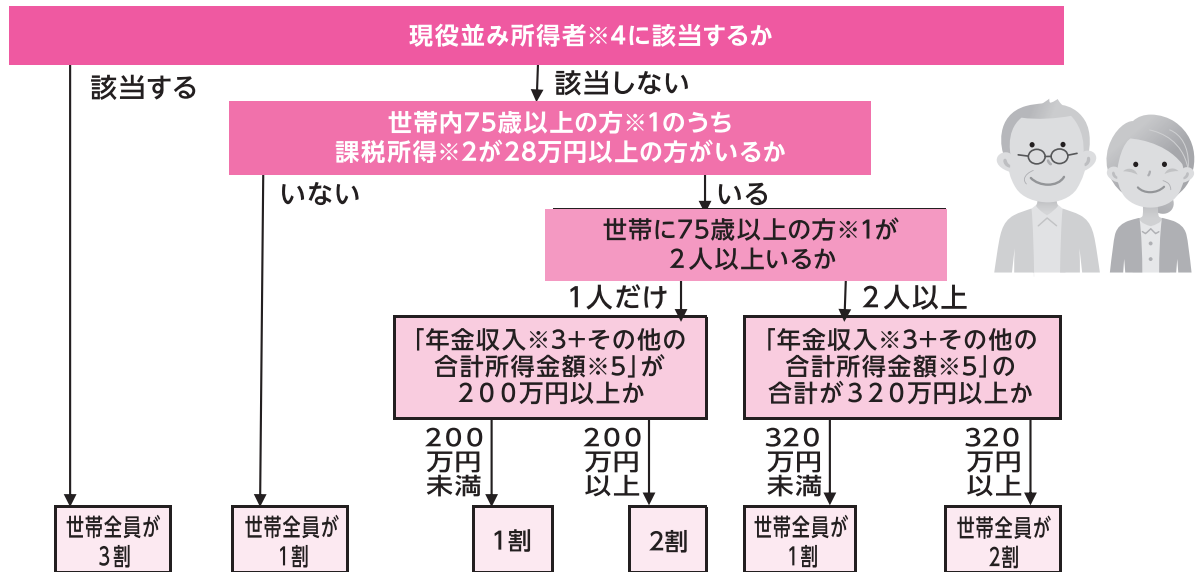 現役並み所得者※4に該当するか
該当する
該当しない
世帯内75歳以上の方※1のうち
課税所得※2が28万円以上の方がいるか
いない
いる
世帯に75歳以上の方※1が
2人以上いるか
1人だけ
2人以上
「年金収入※3+その他の
合計所得金額※5」が
200万円以上か
「年金収入※3+その他の
合計所得金額※5」の
合計が320万円以上か
200
万円
未満
200
万円
以上
320
万円
未満
320
万円
以上
世帯全員が
3割
世帯全員が
1割
1割
2割
世帯全員が
1割
世帯全員が
2割